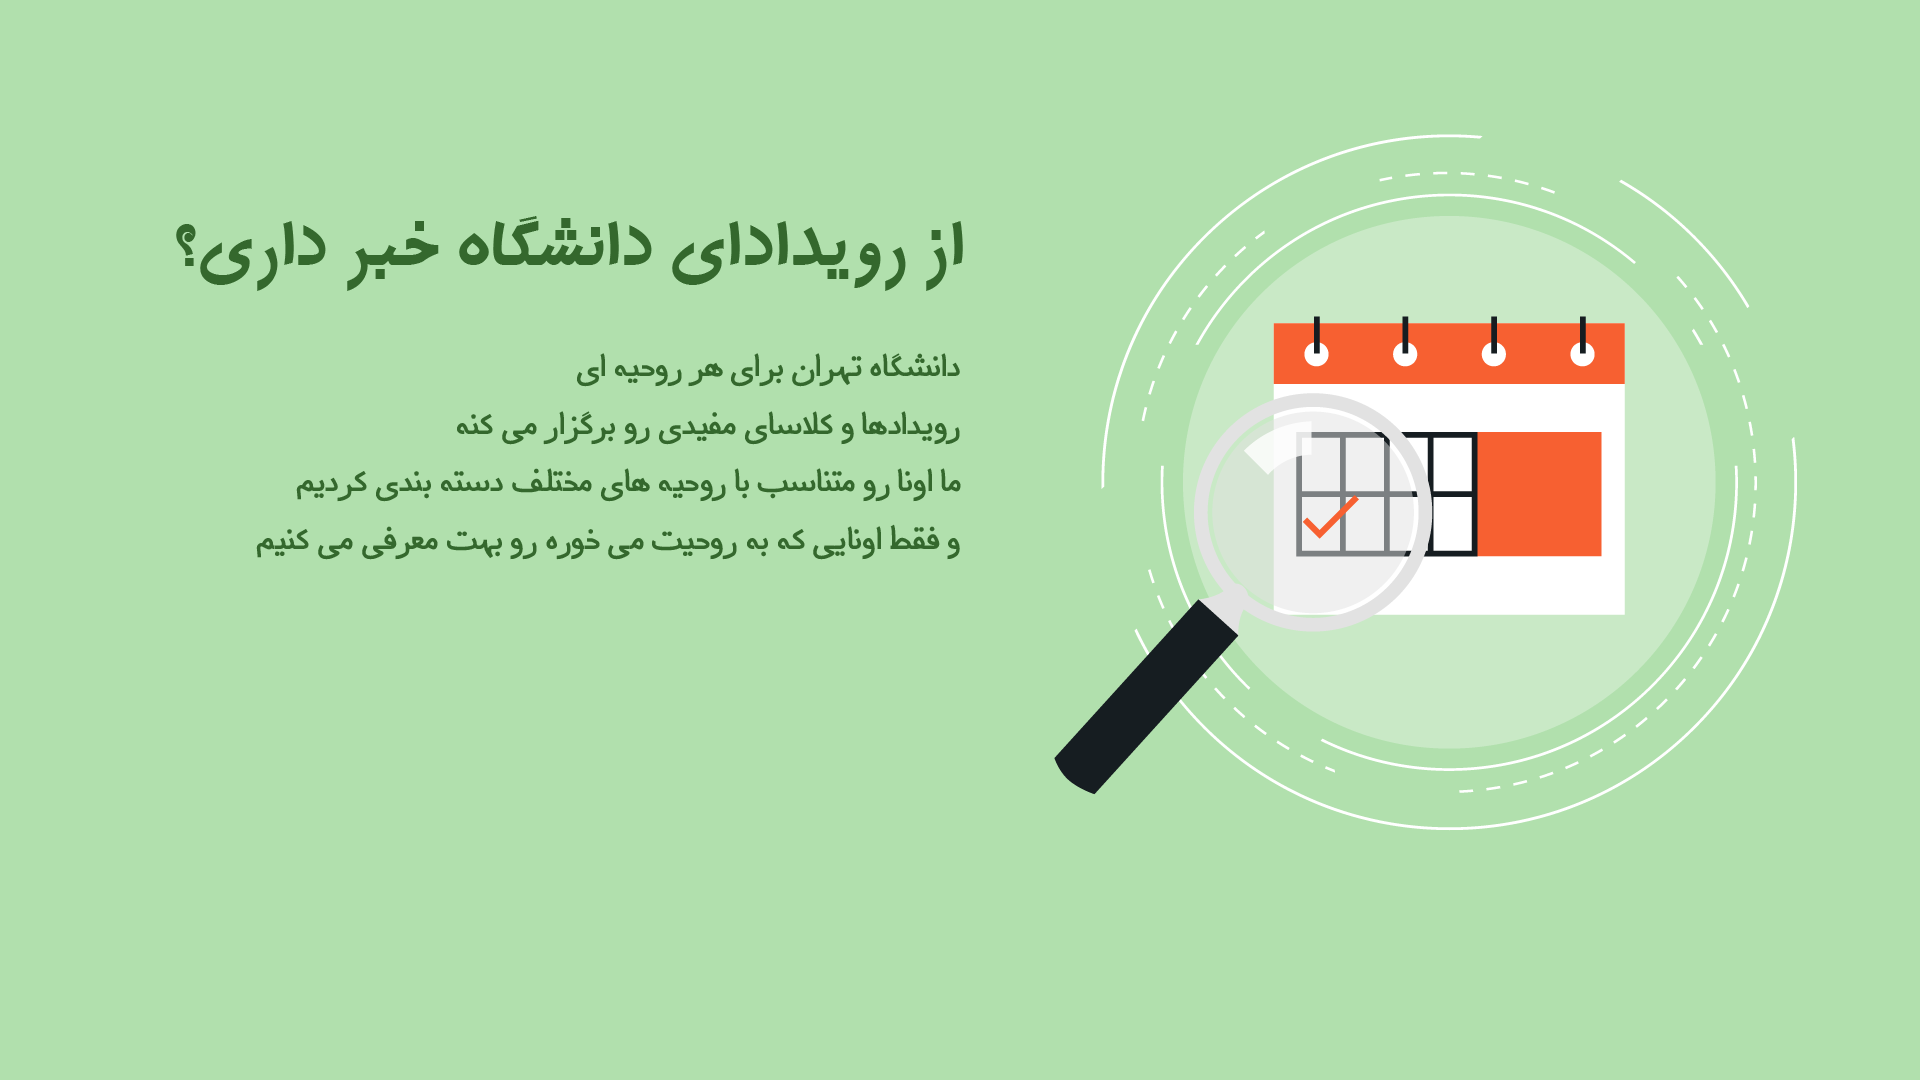 از رویدادای دانشگاه خبر داری؟
دانشگاه تهران برای هر روحیه ای
رویدادها و کلاسای مفیدی رو برگزار می کنه
ما اونا رو متناسب با روحیه های مختلف دسته بندی کردیم
و فقط اونایی که به روحیت می خوره رو بهت معرفی می کنیم